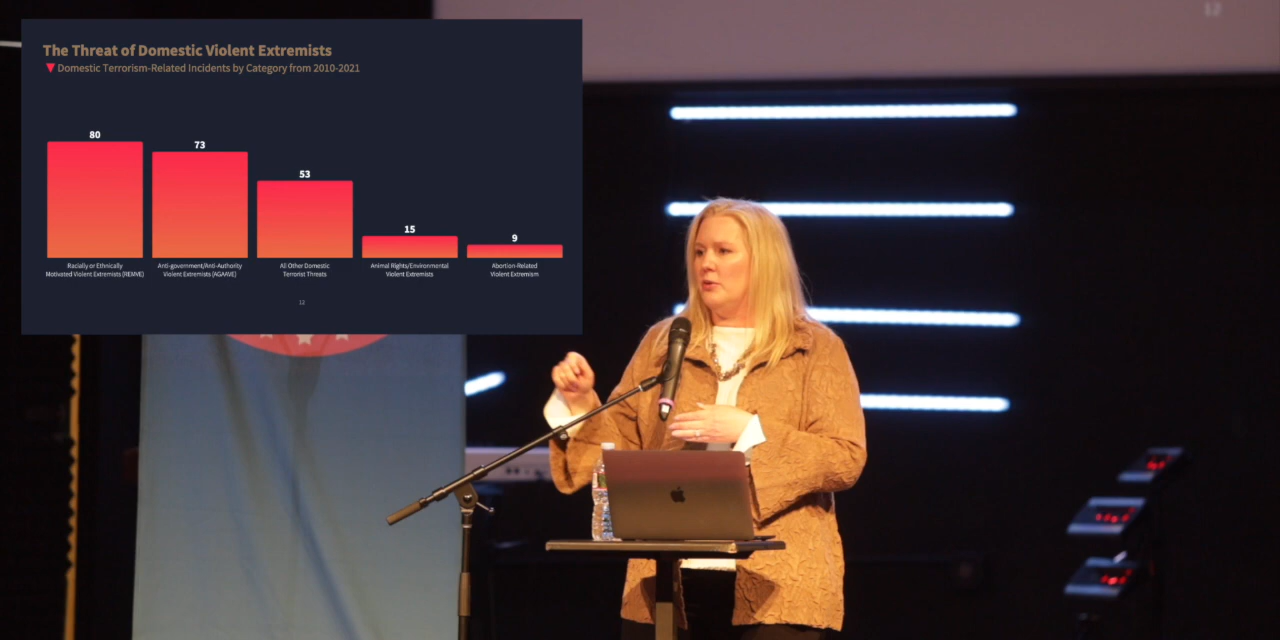 The Threat of Domestic Violent Extremists
Domestic Terrorism-Related Incidents by Category from 2010-2021
80
73
53
15
9
Racially or Ethnically
Motivated Violent Extremists (REMVE)
Anti-government/Anti-Authority
Violent Extremists (AGAAVE)
All Other Domestic
Terrorist Threats
Animal Rights/Environmental
Violent Extremists
Abortion-Related
Violent Extremism
12
12